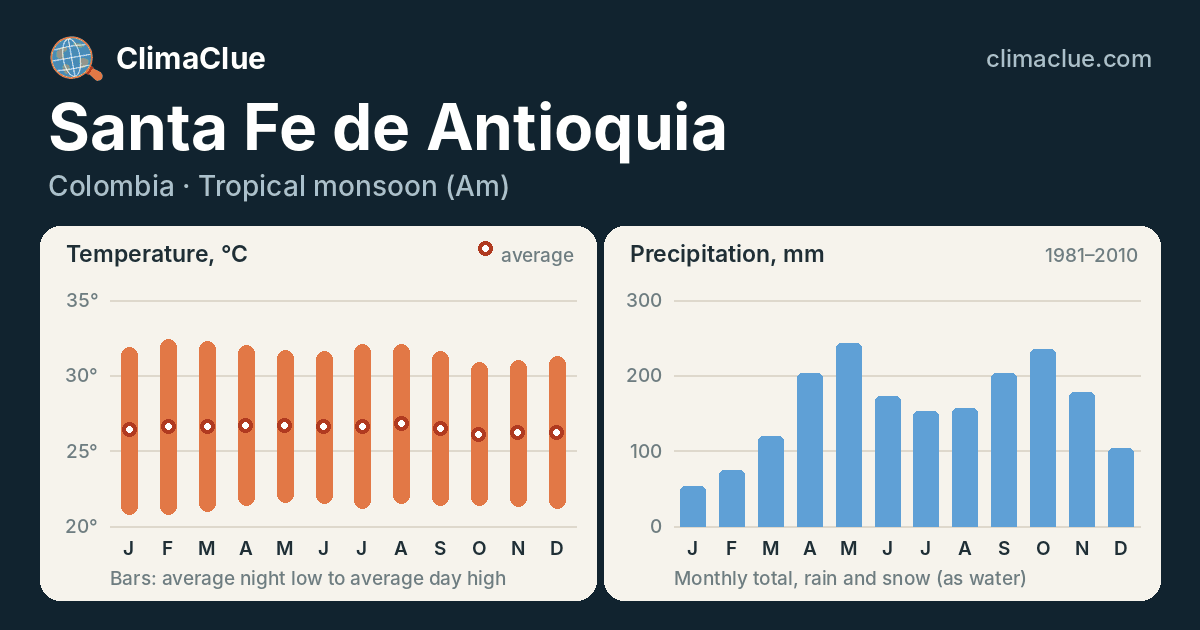 ClimaClue
climaclue.com
Santa Fe de Antioquia
Colombia · Tropical monsoon (Am)
Temperature, °C
average
35°
30°
25°
20°
J F M A M J J A S O N D
Bars: average night low to average day high
Precipitation, mm
1981–2010
300
200
100
0
J F M A M J J A S O N D
Monthly total, rain and snow (as water)